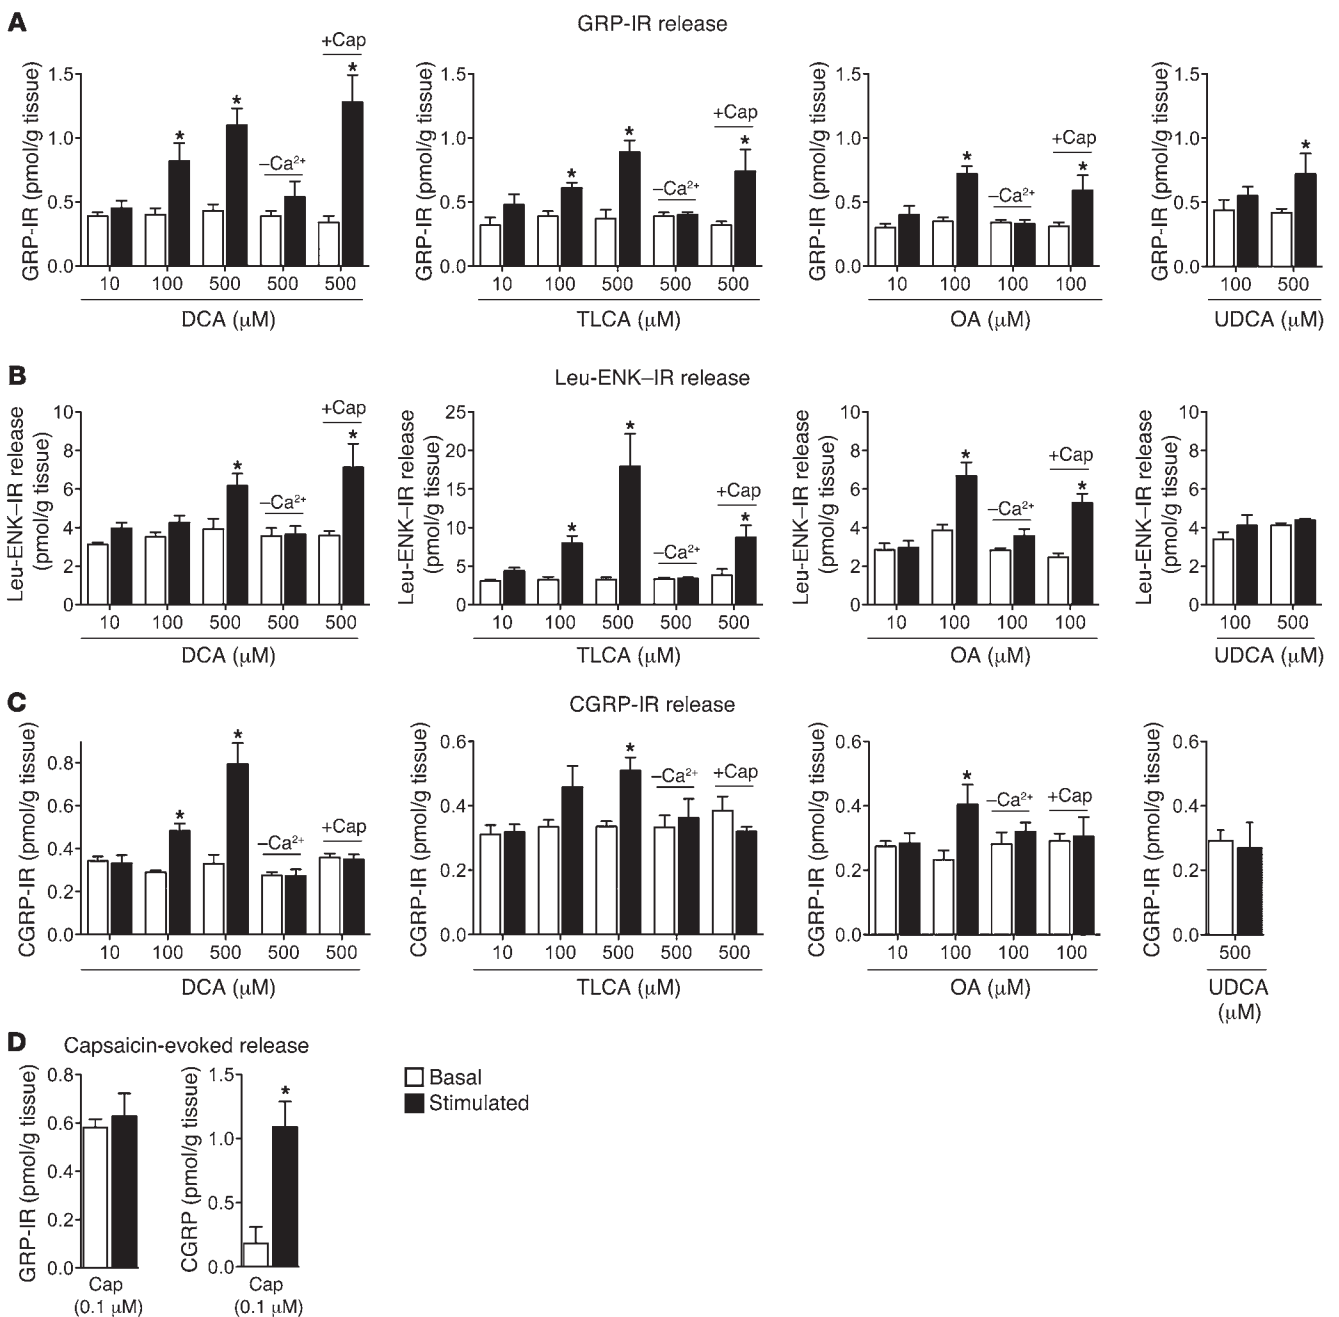 A
GRP-IR release
GRP-IR (pmol/g tissue)
1.5
1.0
0.5
0.0
*
*
–Ca²⁺
+Cap
*
10 100 500 500 500
DCA (μM)
GRP-IR (pmol/g tissue)
1.5
1.0
0.5
0.0
*
*
–Ca²⁺
+Cap
*
10 100 500 500 500
TLCA (μM)
GRP-IR (pmol/g tissue)
1.5
1.0
0.5
0.0
*
–Ca²⁺
+Cap
*
10 100 100 100
OA (μM)
GRP-IR (pmol/g tissue)
1.5
1.0
0.5
0.0
*
100 500
UDCA (μM)
B
Leu-ENK–IR release
Leu-ENK–IR release
(pmol/g tissue)
10
8
6
4
2
0
*
–Ca²⁺
+Cap
*
10 100 500 500 500
DCA (μM)
Leu-ENK–IR release
(pmol/g tissue)
25
20
15
10
5
0
*
*
–Ca²⁺
+Cap
*
10 100 500 500 500
TLCA (μM)
Leu-ENK–IR release
(pmol/g tissue)
10
8
6
4
2
0
*
–Ca²⁺
+Cap
*
10 100 100 100
OA (μM)
Leu-ENK–IR release
(pmol/g tissue)
10
8
6
4
2
0
100 500
UDCA (μM)
C
CGRP-IR release
CGRP-IR (pmol/g tissue)
0.8
0.6
0.4
0.2
0.0
*
*
–Ca²⁺
+Cap
10 100 500 500 500
DCA (μM)
CGRP-IR (pmol/g tissue)
0.6
0.4
0.2
0.0
*
–Ca²⁺
+Cap
10 100 500 500 500
TLCA (μM)
CGRP-IR (pmol/g tissue)
0.6
0.4
0.2
0.0
*
–Ca²⁺
+Cap
10 100 100 100
OA (μM)
CGRP-IR (pmol/g tissue)
0.6
0.4
0.2
0.0
500
UDCA
(μM)
D
Capsaicin-evoked release
GRP-IR (pmol/g tissue)
0.8
0.6
0.4
0.2
0.0
Cap
(0.1 μM)
CGRP (pmol/g tissue)
1.5
1.0
0.5
0.0
*
Cap
(0.1 μM)
Basal
Stimulated